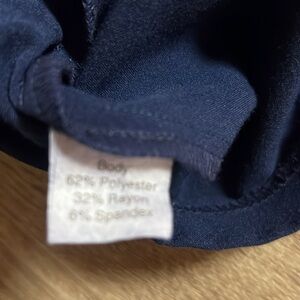 Body
62% Polyester
32% Rayon
6% Spandex